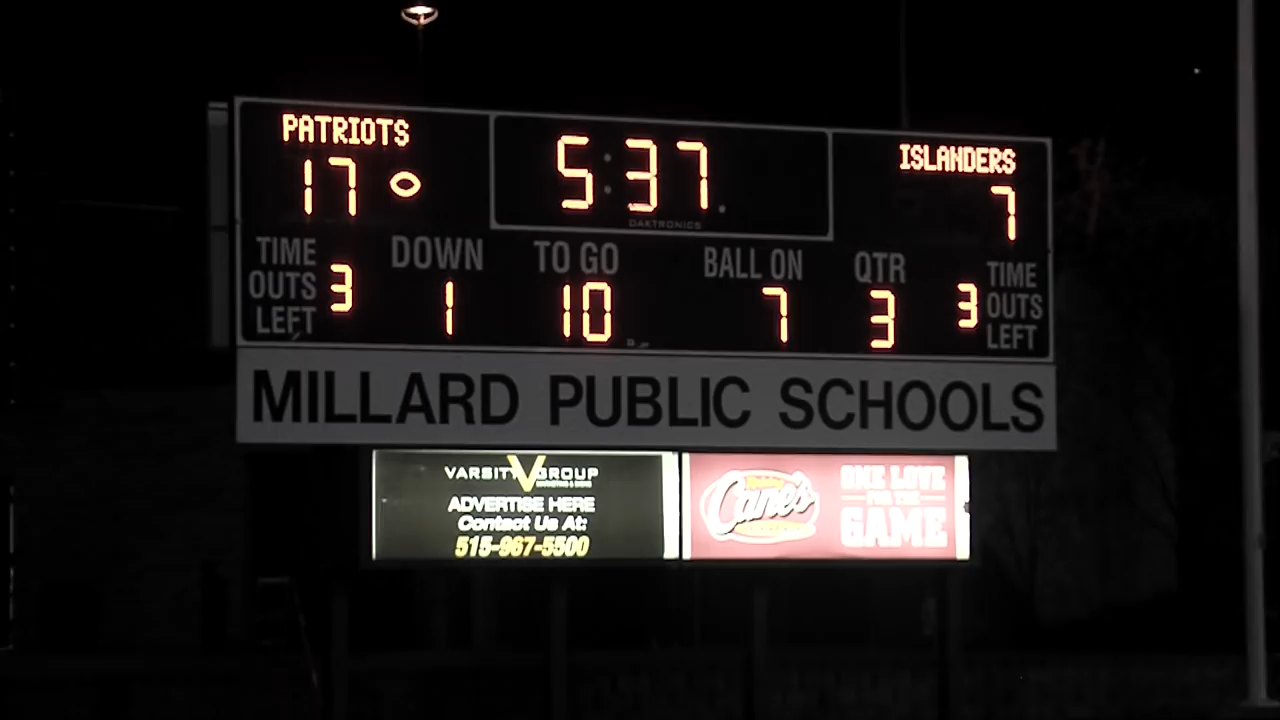 PATRIOTS
17
5:37
ISLANDERS
7
DAKTRONICS
TIME OUTS LEFT 3
DOWN 1
TO GO 10
BALL ON 7
QTR 3
3 TIME OUTS LEFT
MILLARD PUBLIC SCHOOLS
VARSITY GROUP
ADVERTISE HERE
Contact Us At:
515-967-5500
Raising
Cane's
ONE LOVE
FOR THE
GAME